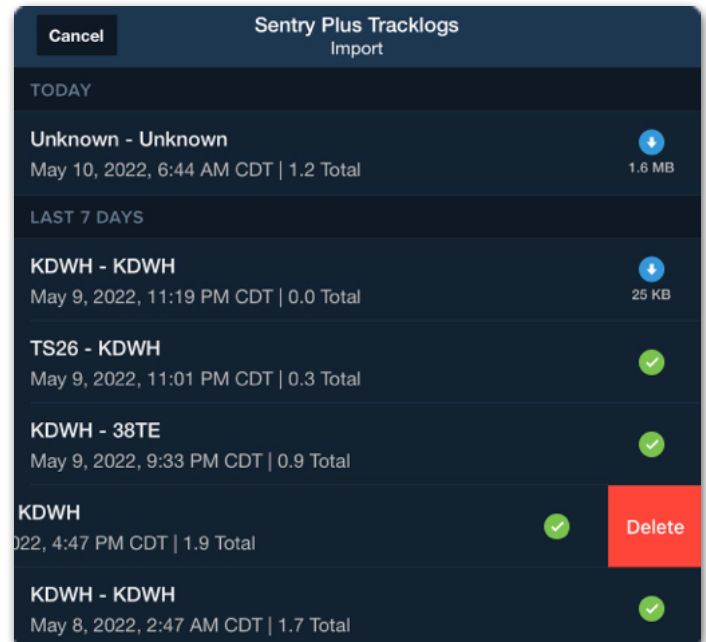 Cancel
Sentry Plus Tracklogs
Import
TODAY
Unknown - Unknown
May 10, 2022, 6:44 AM CDT | 1.2 Total
1.6 MB
LAST 7 DAYS
KDWH - KDWH
May 9, 2022, 11:19 PM CDT | 0.0 Total
25 KB
TS26 - KDWH
May 9, 2022, 11:01 PM CDT | 0.3 Total
KDWH - 38TE
May 9, 2022, 9:33 PM CDT | 0.9 Total
KDWH
022, 4:47 PM CDT | 1.9 Total
Delete
KDWH - KDWH
May 8, 2022, 2:47 AM CDT | 1.7 Total